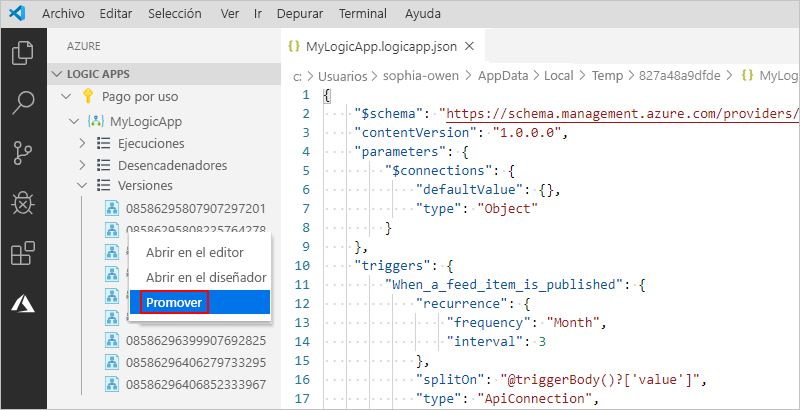 Archivo Editar Selección Versiones Ver Ir Depurar Terminal Ayuda
AZURE
LOGIC APPS
Pago por uso
MyLogicApp
Ejecuciones
Desencadenadores
Versiones
08586295807907297201
08586295808225764278
Abrir en el editor
Abrir en el diseñador
Promover
08586296399907692825
08586296406279733295
08586296406852333967
MyLogicApp.logicapp.json
c: > Usuarios > sophia-owen > AppData > Local > Temp > 827a48a9dfde > {} MyLog
1 {
2 "$schema": "https://schema.management.azure.com/providers/
3 "contentVersion": "1.0.0.0",
4 "parameters": {
5 "$connections": {
6 "defaultValue": {},
7 "type": "Object"
8 }
9 },
10 "triggers": {
11 "When_a_feed_item_is_published": {
12 "recurrence": {
13 "frequency": "Month",
14 "interval": 3
15 },
16 "splitOn": "@triggerBody()?['value']",
17 "type": "ApiConnection",